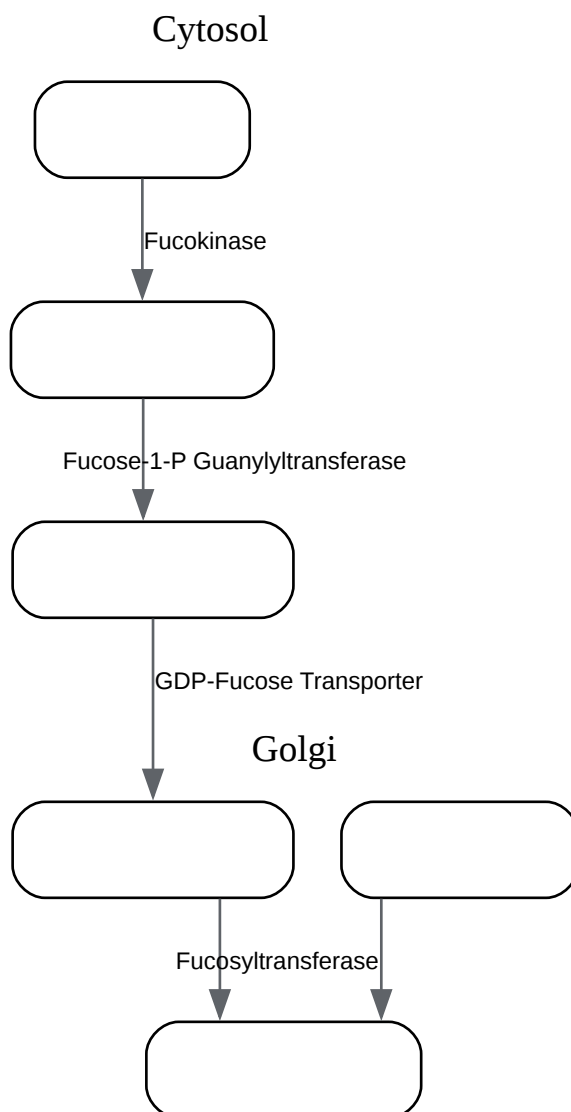 Cytosol
Fucokinase
Fucose-1-P Guanylyltransferase
GDP-Fucose Transporter
Golgi
Fucosyltransferase